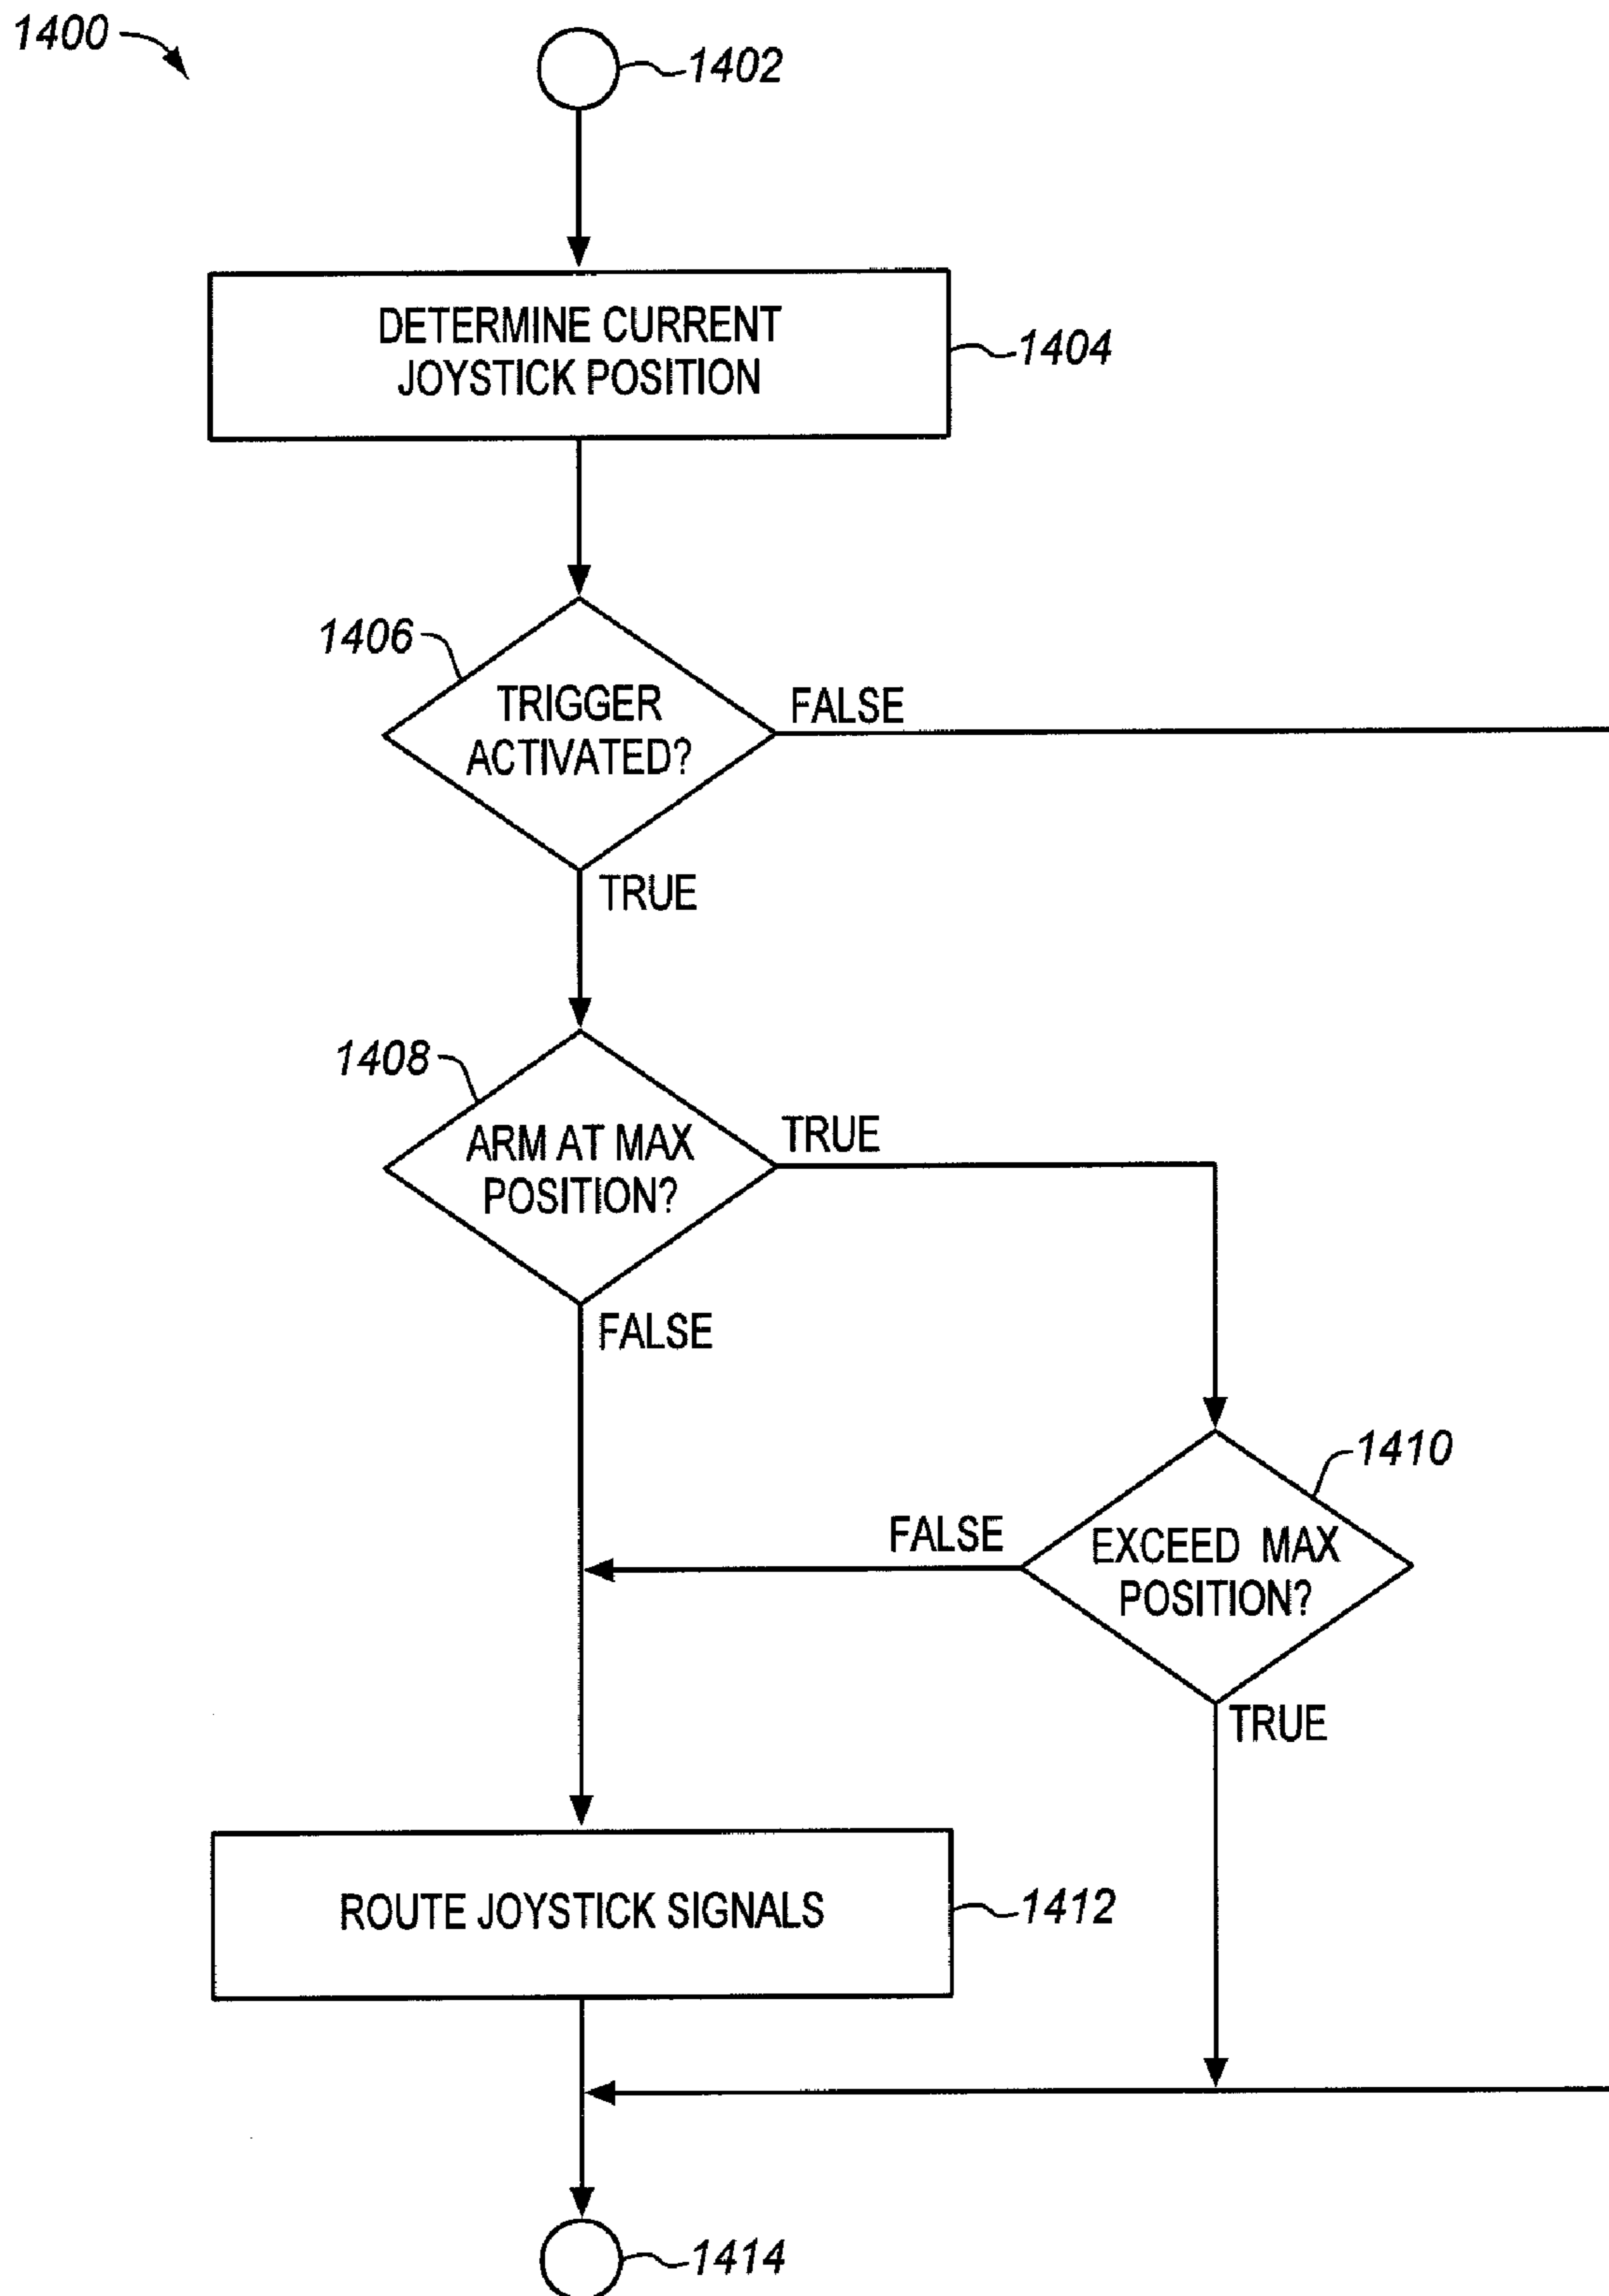 1400
1402
DETERMINE CURRENT
JOYSTICK POSITION
1404
1406
TRIGGER
ACTIVATED?
FALSE
TRUE
1408
ARM AT MAX
POSITION?
TRUE
FALSE
1410
EXCEED MAX
POSITION?
FALSE
TRUE
ROUTE JOYSTICK SIGNALS
1412
1414